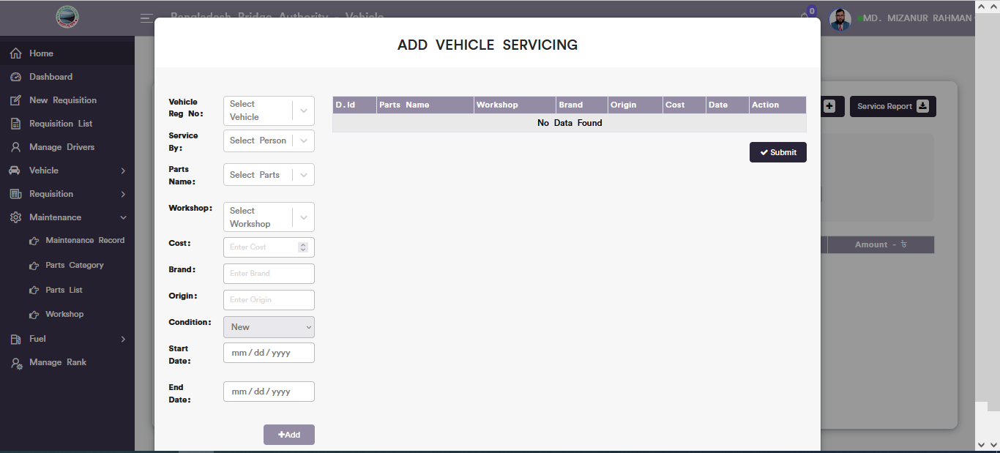 Bangladesh Bridge Authority - Vehicle
0
MD. MIZANUR RAHMAN
Home
Dashboard
New Requisition
Requisition List
Manage Drivers
Vehicle
Requisition
Maintenance
Maintenance Record
Parts Category
Parts List
Workshop
Fuel
Manage Rank
ADD VEHICLE SERVICING
Vehicle
Reg No:
Select
Vehicle
Service
By:
Select Person
Parts
Name:
Select Parts
Workshop:
Select
Workshop
Cost:
Enter Cost
Brand:
Enter Brand
Origin:
Enter Origin
Condition:
New
Start
Date:
mm/dd/yyyy
End
Date:
mm/dd/yyyy
Add
D.Id Parts Name Workshop Brand Origin Cost Date Action
No Data Found
Submit
Service Report
Amount - ৳